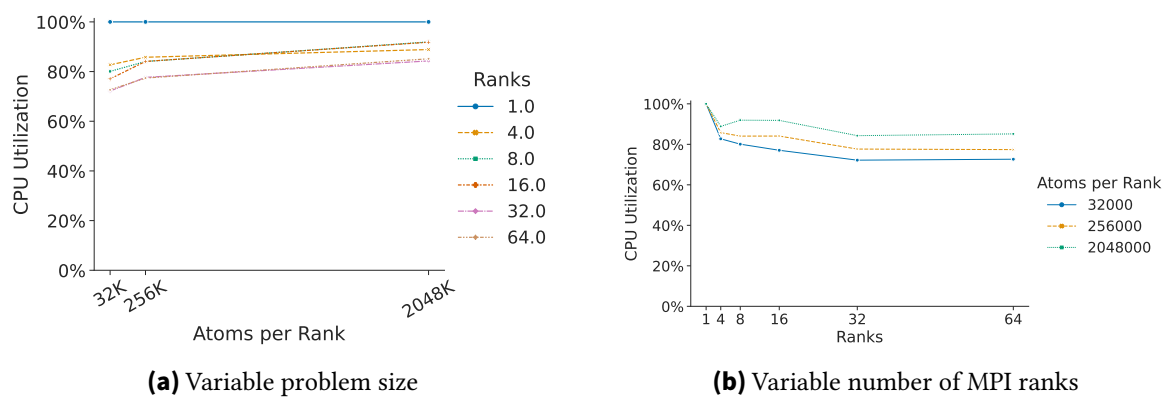 100%
80%
60%
40%
20%
0%
CPU Utilization
32K
256K
2048K
Atoms per Rank
Ranks
1.0
4.0
8.0
16.0
32.0
64.0
(a) Variable problem size
100%
80%
60%
40%
20%
0%
CPU Utilization
1 4 8 16 32 64
Ranks
Atoms per Rank
32000
256000
2048000
(b) Variable number of MPI ranks